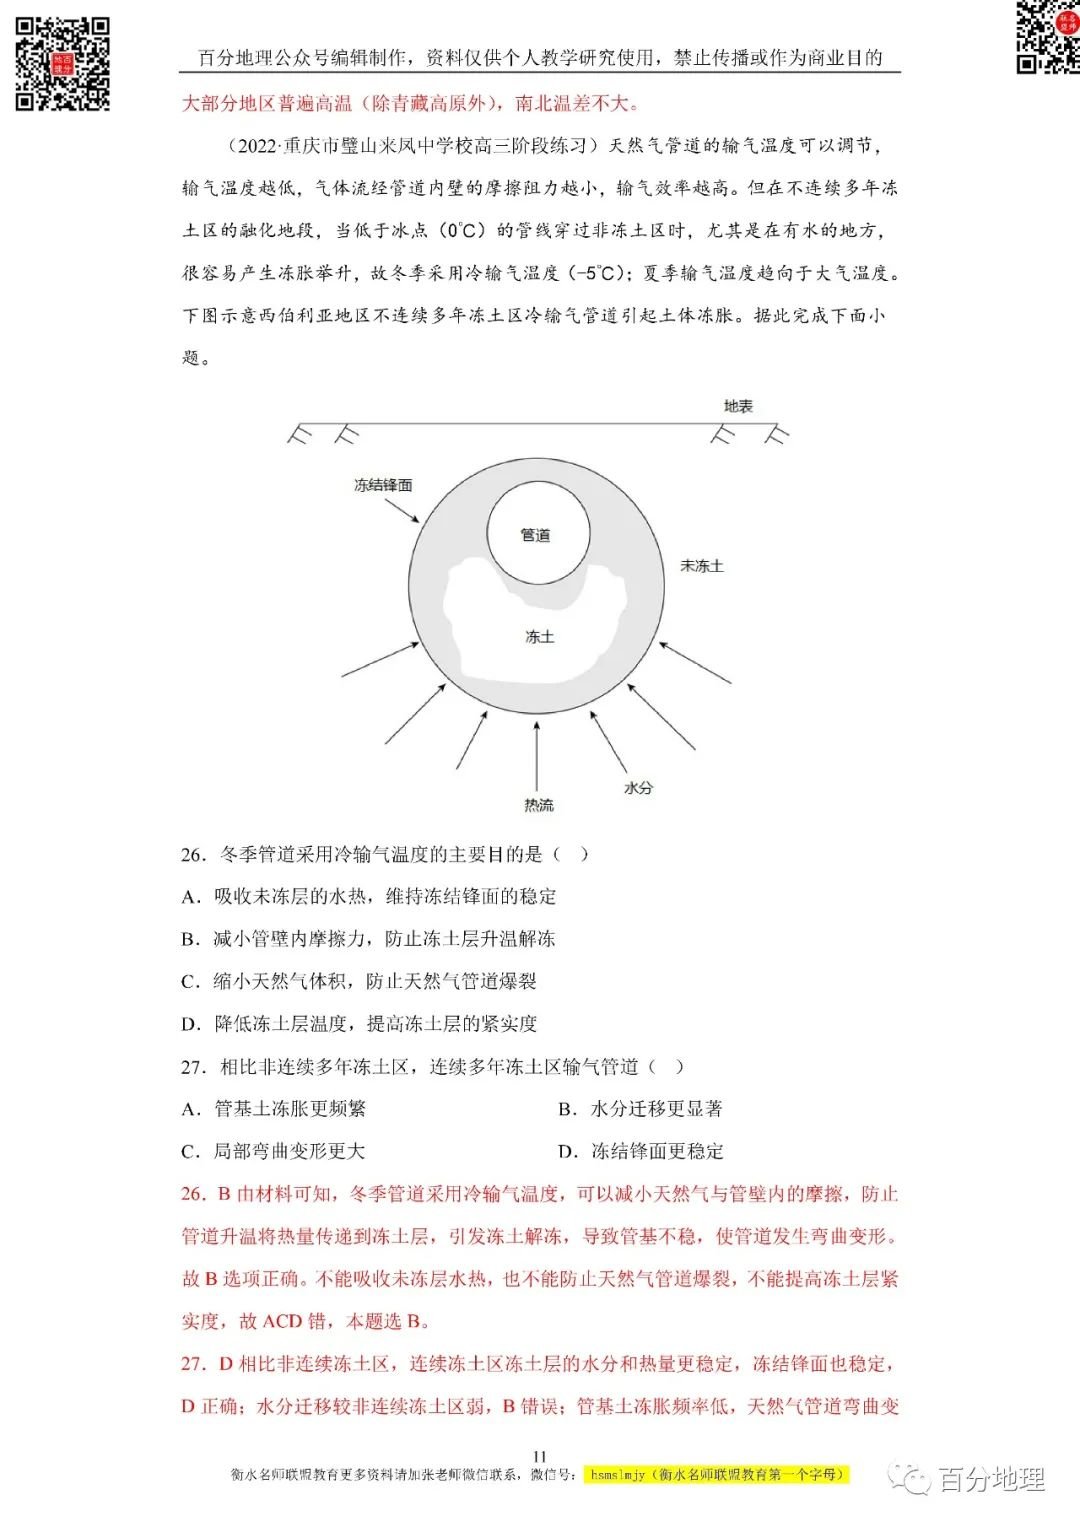 百分地理公众号编辑制作，资料仅供个人教学研究使用，禁止传播或作为商业目的
大部分地区普遍高温（除青藏高原外），南北温差不大。
（2022·重庆市璧山来凤中学校高三阶段练习）天然气管道的输气温度可以调节，
输气温度越低，气体流经管道内壁的摩擦阻力越小，输气效率越高。但在不连续多年冻
土区的融化地段，当低于冰点（0℃）的管线穿过非冻土区时，尤其是在有水的地方，
很容易产生冻胀举升，故冬季采用冷输气温度（-5℃）；夏季输气温度趋向于大气温度。
下图示意西伯利亚地区不连续多年冻土区冷输气管道引起土体冻胀。据此完成下面小
题。
地表
冻结锋面
管道
未冻土
冻土
水分
热流
26．冬季管道采用冷输气温度的主要目的是（　）
A．吸收未冻层的水热，维持冻结锋面的稳定
B．减小管壁内摩擦力，防止冻土层升温解冻
C．缩小天然气体积，防止天然气管道爆裂
D．降低冻土层温度，提高冻土层的紧实度
27．相比非连续多年冻土区，连续多年冻土区输气管道（　）
A．管基土冻胀更频繁　B．水分迁移更显著
C．局部弯曲变形更大　D．冻结锋面更稳定
26．B 由材料可知，冬季管道采用冷输气温度，可以减小天然气与管壁内的摩擦，防止
管道升温将热量传递到冻土层，引发冻土解冻，导致管基不稳，使管道发生弯曲变形。
故 B 选项正确。不能吸收未冻层水热，也不能防止天然气管道爆裂，不能提高冻土层紧
实度，故 ACD 错，本题选 B。
27．D 相比非连续冻土区，连续冻土区冻土层的水分和热量更稳定，冻结锋面也稳定，
D 正确；水分迁移较非连续冻土区弱，B 错误；管基土冻胀频率低，天然气管道弯曲变
11
衡水名师联盟教育更多资料请加张老师微信联系，微信号： hsmslmjy（衡水名师联盟教育第一个字母）
百分地理